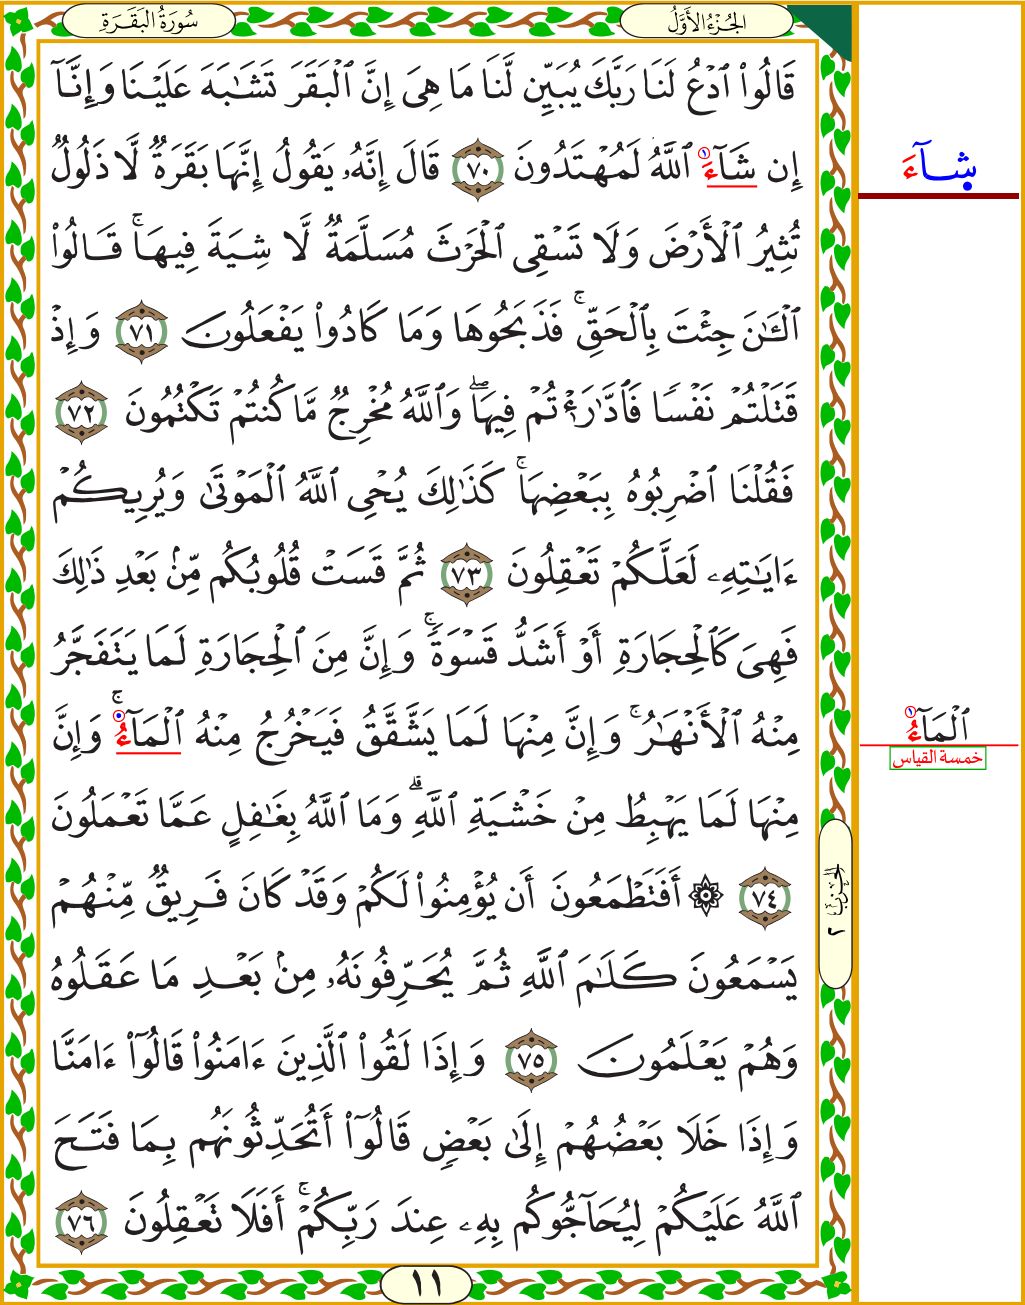 الجُزْءُ الأَوَّلُ
سُورَةُ البَقَرَةِ
قَالُوا۟ ٱدْعُ لَنَا رَبَّكَ يُبَيِّن لَّنَا مَا هِىَ إِنَّ ٱلْبَقَرَ تَشَـٰبَهَ عَلَيْنَا وَإِنَّآ
إِن شَآءَ ٱللَّهُ لَمُهْتَدُونَ ٧٠ قَالَ إِنَّهُۥ يَقُولُ إِنَّهَا بَقَرَةٌ لَّا ذَلُولٌ
تُثِيرُ ٱلْأَرْضَ وَلَا تَسْقِى ٱلْحَرْثَ مُسَلَّمَةٌ لَّا شِيَةَ فِيهَا ۚ قَالُوا۟
ٱلْـَٔـٰنَ جِئْتَ بِٱلْحَقِّ ۚ فَذَبَحُوهَا وَمَا كَادُوا۟ يَفْعَلُونَ ٧١ وَإِذْ
قَتَلْتُمْ نَفْسًا فَٱدَّٰرَْٰٔتُمْ فِيهَا ۖ وَٱللَّهُ مُخْرِجٌ مَّا كُنتُمْ تَكْتُمُونَ ٧٢
فَقُلْنَا ٱضْرِبُوهُ بِبَعْضِهَا ۚ كَذَٰلِكَ يُحْىِ ٱللَّهُ ٱلْمَوْتَىٰ وَيُرِيكُمْ
ءَايَـٰتِهِۦ لَعَلَّكُمْ تَعْقِلُونَ ٧٣ ثُمَّ قَسَتْ قُلُوبُكُم مِّنۢ بَعْدِ ذَٰلِكَ
فَهِىَ كَٱلْحِجَارَةِ أَوْ أَشَدُّ قَسْوَةً ۚ وَإِنَّ مِنَ ٱلْحِجَارَةِ لَمَا يَتَفَجَّرُ
مِنْهُ ٱلْأَنْهَـٰرُ ۚ وَإِنَّ مِنْهَا لَمَا يَشَّقَّقُ فَيَخْرُجُ مِنْهُ ٱلْمَآءُ ۚ وَإِنَّ
مِنْهَا لَمَا يَهْبِطُ مِنْ خَشْيَةِ ٱللَّهِ ۗ وَمَا ٱللَّهُ بِغَـٰفِلٍ عَمَّا تَعْمَلُونَ
٧٤ ۞ أَفَتَطْمَعُونَ أَن يُؤْمِنُوا۟ لَكُمْ وَقَدْ كَانَ فَرِيقٌ مِّنْهُمْ
يَسْمَعُونَ كَلَـٰمَ ٱللَّهِ ثُمَّ يُحَرِّفُونَهُۥ مِنۢ بَعْدِ مَا عَقَلُوهُ
وَهُمْ يَعْلَمُونَ ٧٥ وَإِذَا لَقُوا۟ ٱلَّذِينَ ءَامَنُوا۟ قَالُوٓا۟ ءَامَنَّا
وَإِذَا خَلَا بَعْضُهُمْ إِلَىٰ بَعْضٍ قَالُوٓا۟ أَتُحَدِّثُونَهُم بِمَا فَتَحَ
ٱللَّهُ عَلَيْكُمْ لِيُحَآجُّوكُم بِهِۦ عِندَ رَبِّكُمْ ۚ أَفَلَا تَعْقِلُونَ ٧٦
١١
شِآءَ
ٱلْمَآءُ
خمسة القياس
الحِزب ٢